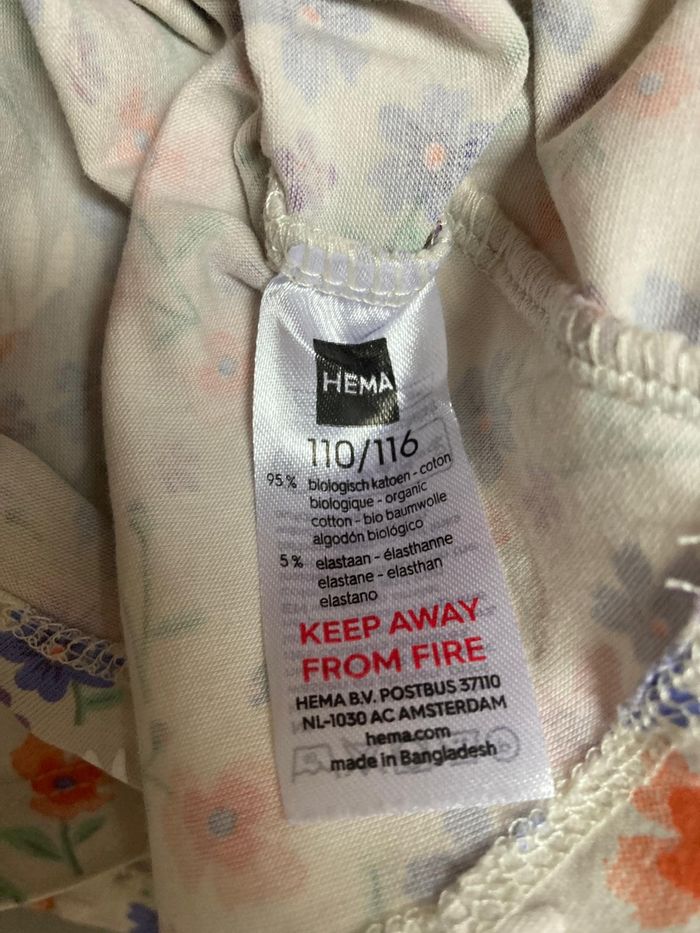 HEMA
110/116
95% biologisch katoen - coton
biologique - organic
cotton - bio baumwolle
algodón biológico
5% elastaan - élasthanne
elastane - elasthan
elastano
KEEP AWAY
FROM FIRE
HEMA B.V. POSTBUS 37110
NL-1030 AC AMSTERDAM
hema.com
made in Bangladesh